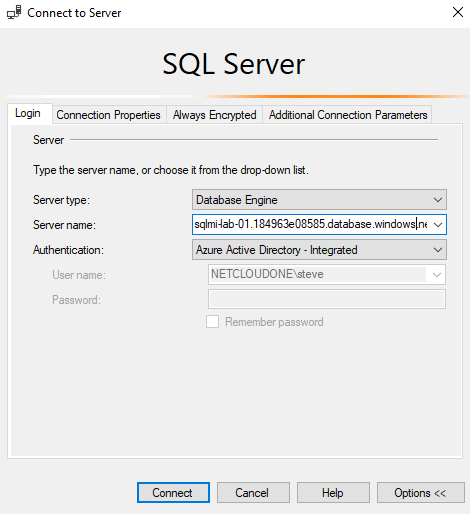 Connect to Server
SQL Server
Login Connection Properties Always Encrypted Additional Connection Parameters
Server
Type the server name, or choose it from the drop-down list.
Server type: Database Engine
Server name: sqlmi-lab-01.184963e08585.database.windows.ne
Authentication: Azure Active Directory - Integrated
User name: NETCLOUDONE\steve
Password:
Remember password
Connect Cancel Help Options <<